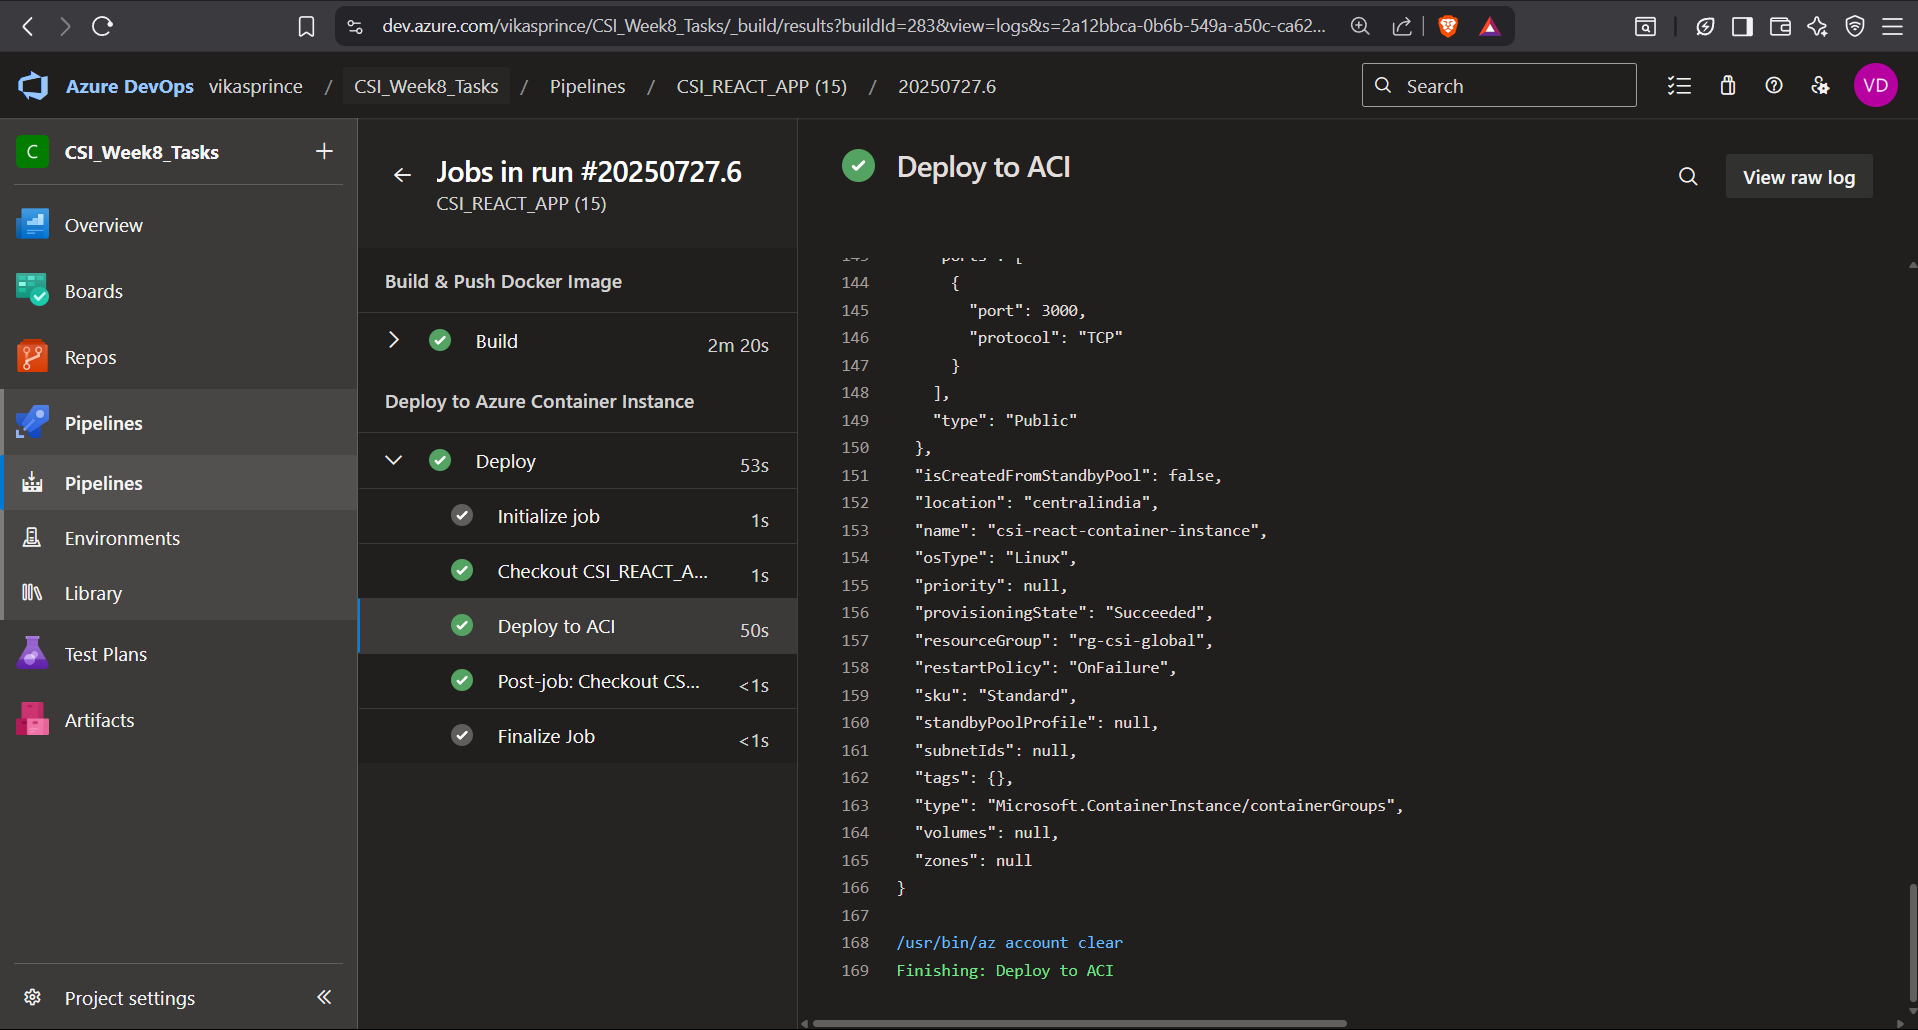 dev.azure.com/vikasprince/CSI_Week8_Tasks/_build/results?buildId=283&view=logs&s=2a12bbca-0b6b-549a-a50c-ca62...
Azure DevOps vikasprince / CSI_Week8_Tasks / Pipelines / CSI_REACT_APP (15) / 20250727.6
Search
VD
C CSI_Week8_Tasks
Overview
Boards
Repos
Pipelines
Pipelines
Environments
Library
Test Plans
Artifacts
Project settings
Jobs in run #20250727.6
CSI_REACT_APP (15)
Build & Push Docker Image
Build 2m 20s
Deploy to Azure Container Instance
Deploy 53s
Initialize job 1s
Checkout CSI_REACT_A... 1s
Deploy to ACI 50s
Post-job: Checkout CS... <1s
Finalize Job <1s
Deploy to ACI
View raw log
143 "ports": [
144 {
145 "port": 3000,
146 "protocol": "TCP"
147 }
148 ],
149 "type": "Public"
150 },
151 "isCreatedFromStandbyPool": false,
152 "location": "centralindia",
153 "name": "csi-react-container-instance",
154 "osType": "Linux",
155 "priority": null,
156 "provisioningState": "Succeeded",
157 "resourceGroup": "rg-csi-global",
158 "restartPolicy": "OnFailure",
159 "sku": "Standard",
160 "standbyPoolProfile": null,
161 "subnetIds": null,
162 "tags": {},
163 "type": "Microsoft.ContainerInstance/containerGroups",
164 "volumes": null,
165 "zones": null
166 }
167
168 /usr/bin/az account clear
169 Finishing: Deploy to ACI